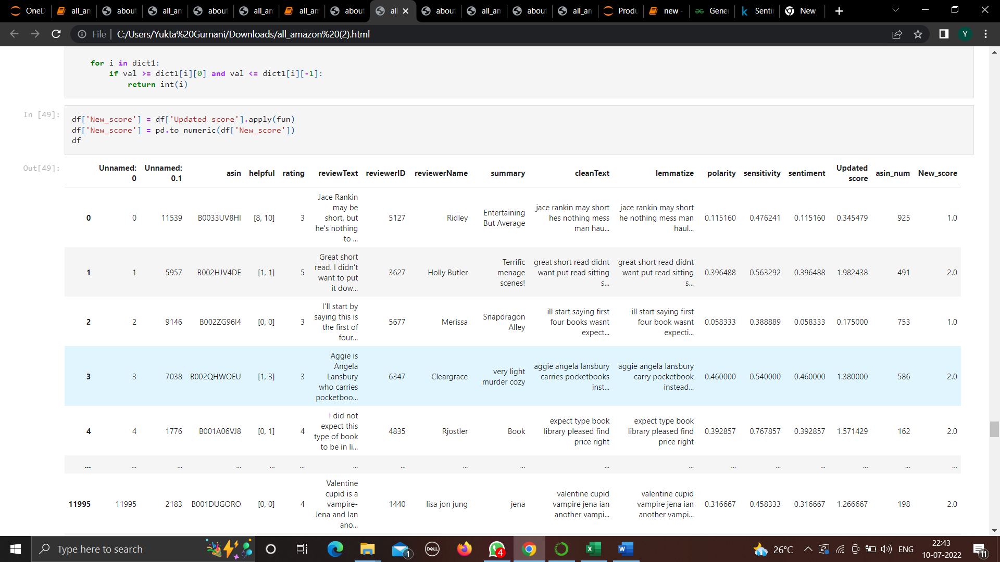 OneD all_am about all_am about all_am all_am about all about all_am about all_am Produ new - Gene Senti New
File | C:/Users/Yukta%20Gurnani/Downloads/all_amazon%20(2).html Y
for i in dict1:
if val >= dict1[i][0] and val <= dict1[i][-1]:
return int(i)
In [49]:
df['New_score'] = df['Updated score'].apply(fun)
df['New_score'] = pd.to_numeric(df['New_score'])
df
Out[49]:
Unnamed: 0 Unnamed: 0.1 asin helpful rating reviewText reviewerID reviewerName summary cleanText lemmatize polarity sensitivity sentiment Updated score asin_num New_score
0 0 11539 B0033UV8HI [8, 10] 3 Jace Rankin may be short, but he's nothing to ... 5127 Ridley Entertaining But Average jace rankin may short hes nothing mess man hau... jace rankin may short he nothing mess man haul... 0.115160 0.476241 0.115160 0.345479 925 1.0
1 1 5957 B002HJV4DE [1, 1] 5 Great short read. I didn't want to put it dow... 3627 Holly Butler Terrific menage scenes! great short read didnt want put read sitting s... great short read didnt want put read sitting s... 0.396488 0.563292 0.396488 1.982438 491 2.0
2 2 9146 B002ZG96I4 [0, 0] 3 I'll start by saying this is the first of four... 5677 Merissa Snapdragon Alley ill start saying first four books wasnt expect... ill start saying first four book wasnt expecti... 0.058333 0.388889 0.058333 0.175000 753 1.0
3 3 7038 B002QHWOEU [1, 3] 3 Aggie is Angela Lansbury who carries pocketboo... 6347 Cleargrace very light murder cozy aggie angela lansbury carries pocketbooks inst... aggie angela lansbury carry pocketbook instead... 0.460000 0.540000 0.460000 1.380000 586 2.0
4 4 1776 B001A06VJ8 [0, 1] 4 I did not expect this type of book to be in li... 4835 Rjostler Book expect type book library pleased find price right expect type book library pleased find price right 0.392857 0.767857 0.392857 1.571429 162 2.0
... ... ... ... ... ... ... ... ... ... ... ... ... ... ... ... ... ...
11995 11995 2183 B001DUGORO [0, 0] 4 Valentine cupid is a vampire- Jena and Ian ano... 1440 lisa jon jung jena valentine cupid vampire jena ian another vampi... valentine cupid vampire jena ian another vampi... 0.316667 0.458333 0.316667 1.266667 198 2.0
Type here to search 1 DELL 4 26°C ENG 22:43
10-07-2022 11